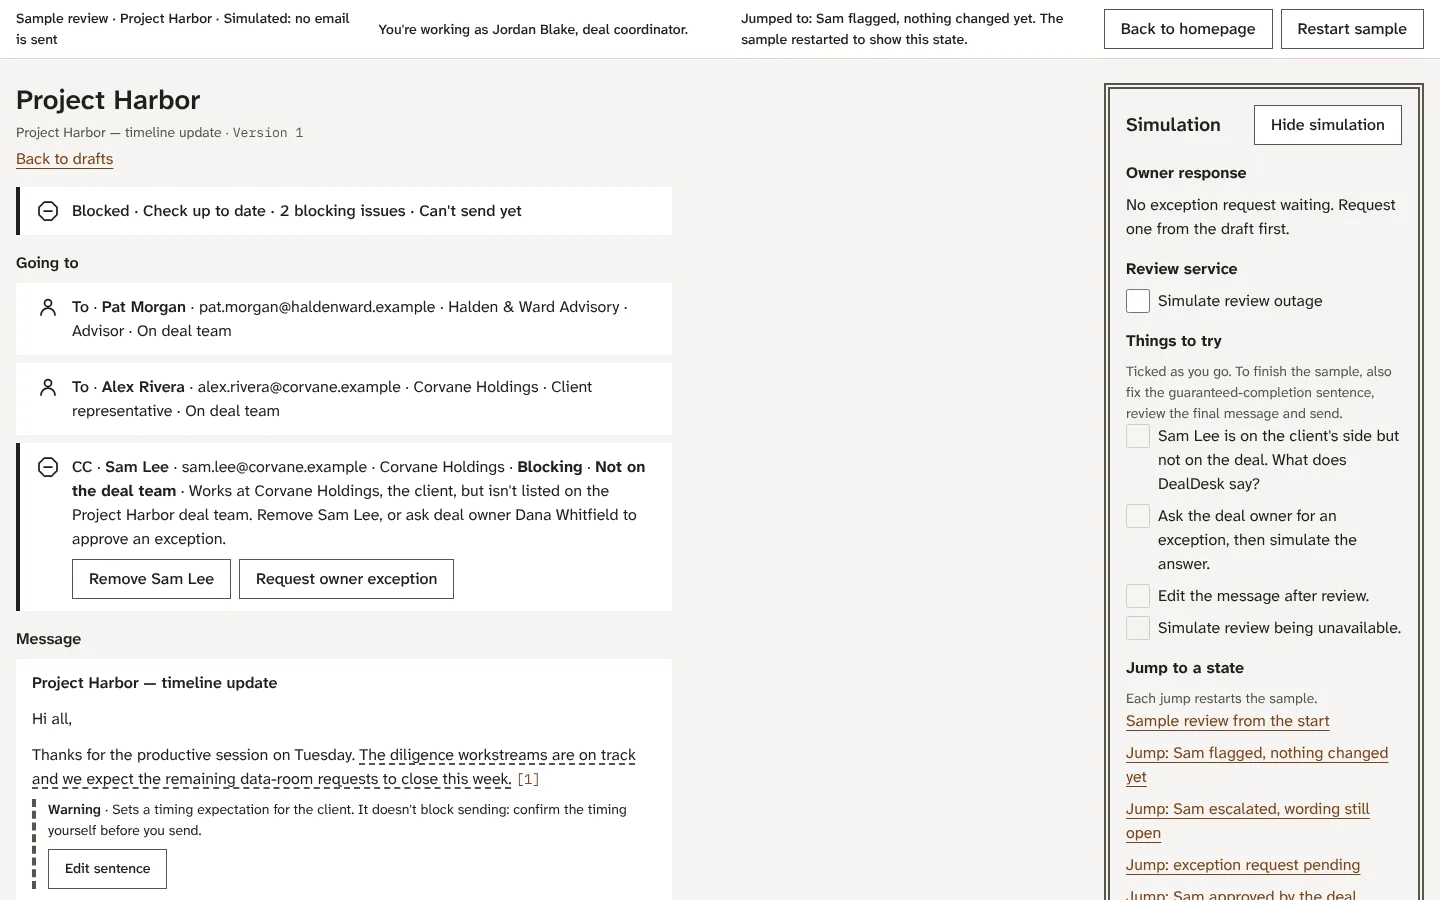 Sample review · Project Harbor · Simulated: no email
is sent
You're working as Jordan Blake, deal coordinator.
Jumped to: Sam flagged, nothing changed yet. The
sample restarted to show this state.
Back to homepage
Restart sample
Project Harbor
Project Harbor — timeline update · Version 1
Back to drafts
Blocked · Check up to date · 2 blocking issues · Can't send yet
Going to
To · Pat Morgan · pat.morgan@haldenward.example · Halden & Ward Advisory ·
Advisor · On deal team
To · Alex Rivera · alex.rivera@corvane.example · Corvane Holdings · Client
representative · On deal team
CC · Sam Lee · sam.lee@corvane.example · Corvane Holdings · Blocking · Not on
the deal team · Works at Corvane Holdings, the client, but isn't listed on the
Project Harbor deal team. Remove Sam Lee, or ask deal owner Dana Whitfield to
approve an exception.
Remove Sam Lee
Request owner exception
Message
Project Harbor — timeline update
Hi all,
Thanks for the productive session on Tuesday. The diligence workstreams are on track
and we expect the remaining data-room requests to close this week. [1]
Warning · Sets a timing expectation for the client. It doesn't block sending: confirm the timing
yourself before you send.
Edit sentence
Simulation
Hide simulation
Owner response
No exception request waiting. Request
one from the draft first.
Review service
Simulate review outage
Things to try
Ticked as you go. To finish the sample, also
fix the guaranteed-completion sentence,
review the final message and send.
Sam Lee is on the client's side but
not on the deal. What does
DealDesk say?
Ask the deal owner for an
exception, then simulate the
answer.
Edit the message after review.
Simulate review being unavailable.
Jump to a state
Each jump restarts the sample.
Sample review from the start
Jump: Sam flagged, nothing changed
yet
Jump: Sam escalated, wording still
open
Jump: exception request pending
Jump: Sam approved by the deal